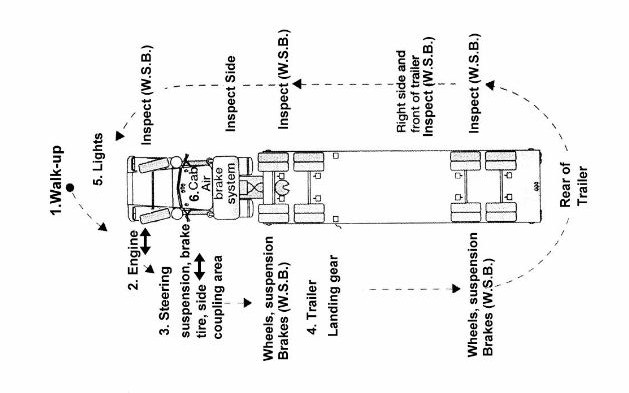 1.Walk-up
2. Engine
3. Steering
suspension, brake
tire, side
coupling area
Wheels, suspension
Brakes (W.S.B.)
4. Trailer
Landing gear
Wheels, suspension
Brakes (W.S.B.)
Rear of
Trailer
Inspect (W.S.B.)
Right side and
front of trailer
Inspect (W.S.B.)
Inspect (W.S.B.)
Inspect Side
Inspect (W.S.B.)
5. Lights
6. Cab
Air
brake
system